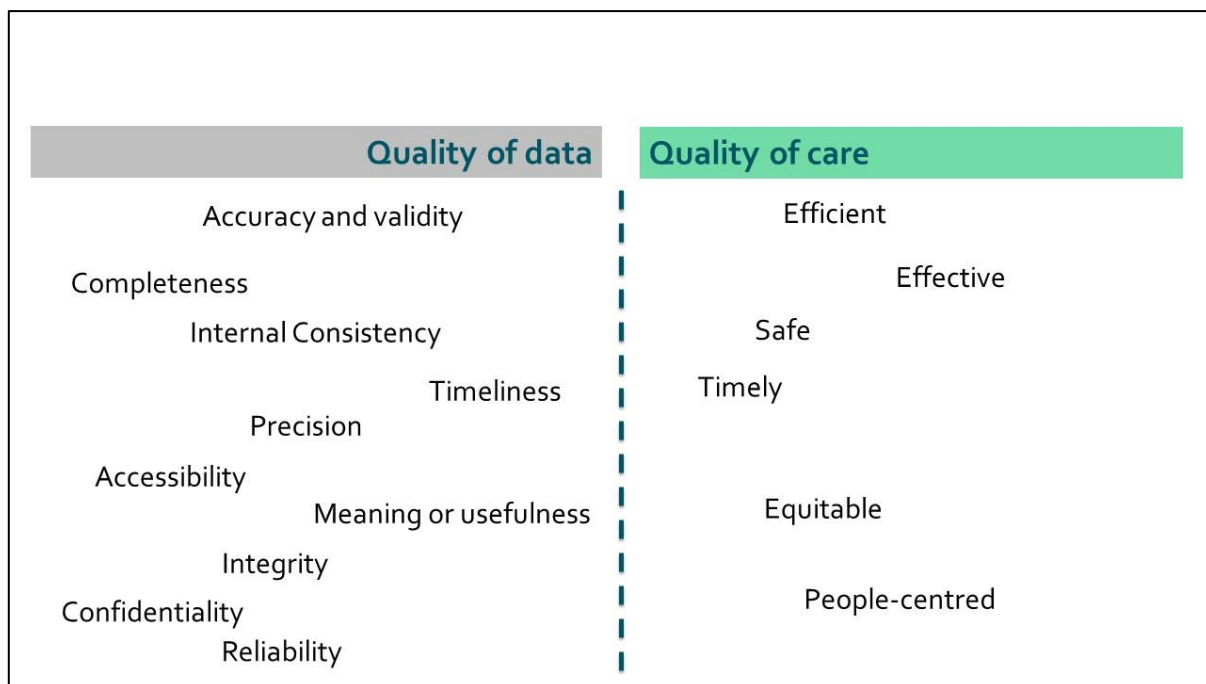 Quality of data
Accuracy and validity
Completeness
Internal Consistency
Timeliness
Precision
Accessibility
Meaning or usefulness
Integrity
Confidentiality
Reliability
Quality of care
Efficient
Effective
Safe
Timely
Equitable
People-centred